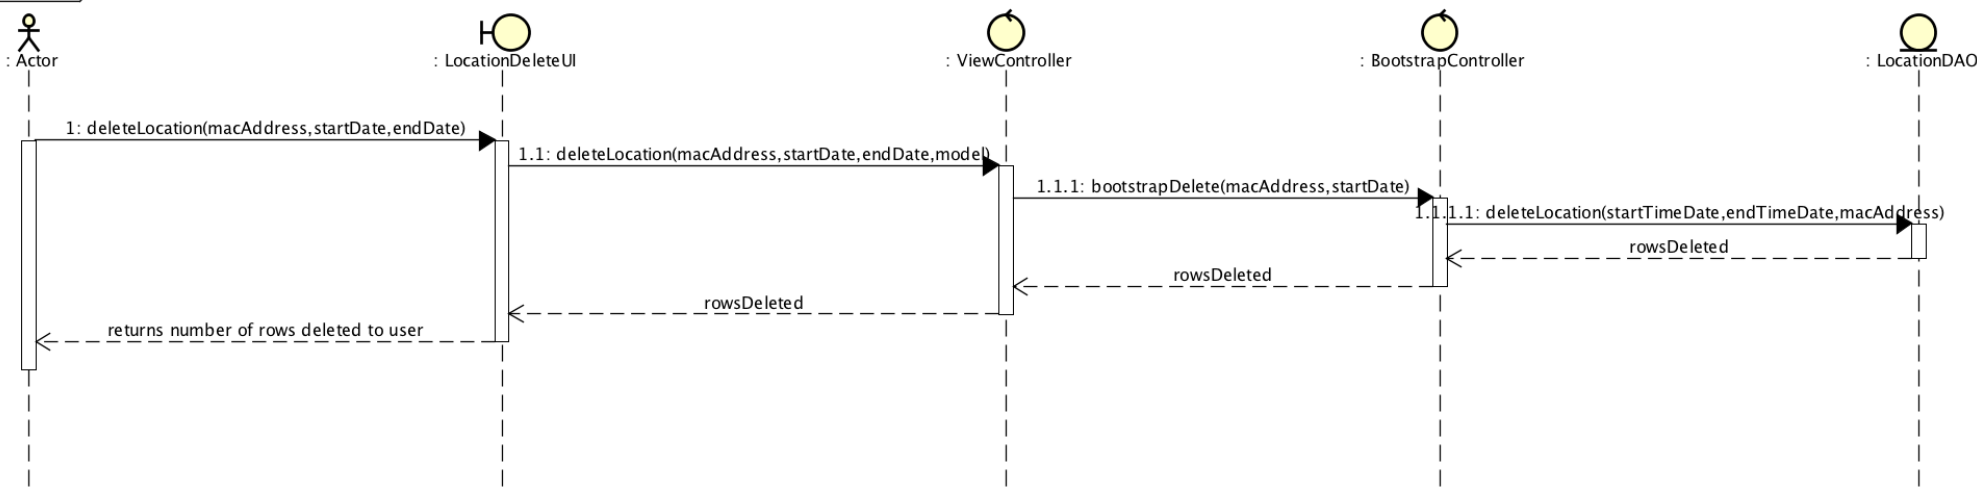 : Actor
: LocationDeleteUI
: ViewController
: BootstrapController
: LocationDAO
1: deleteLocation(macAddress,startDate,endDate)
1.1: deleteLocation(macAddress,startDate,endDate,model)
1.1.1: bootstrapDelete(macAddress,startDate)
1.1.1.1: deleteLocation(startTimeDate,endTimeDate,macAddress)
rowsDeleted
rowsDeleted
rowsDeleted
returns number of rows deleted to user